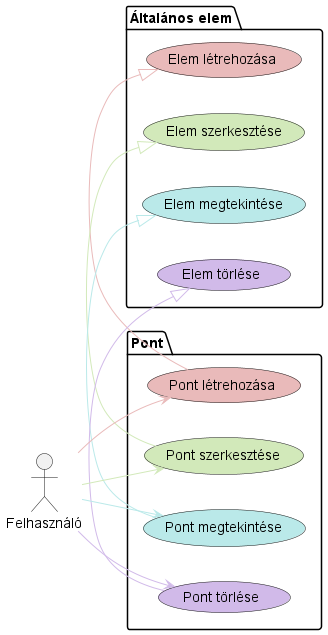 Általános elem
Elem létrehozása
Elem szerkesztése
Elem megtekintése
Elem törlése
Pont
Pont létrehozása
Pont szerkesztése
Pont megtekintése
Pont törlése
Felhasználó